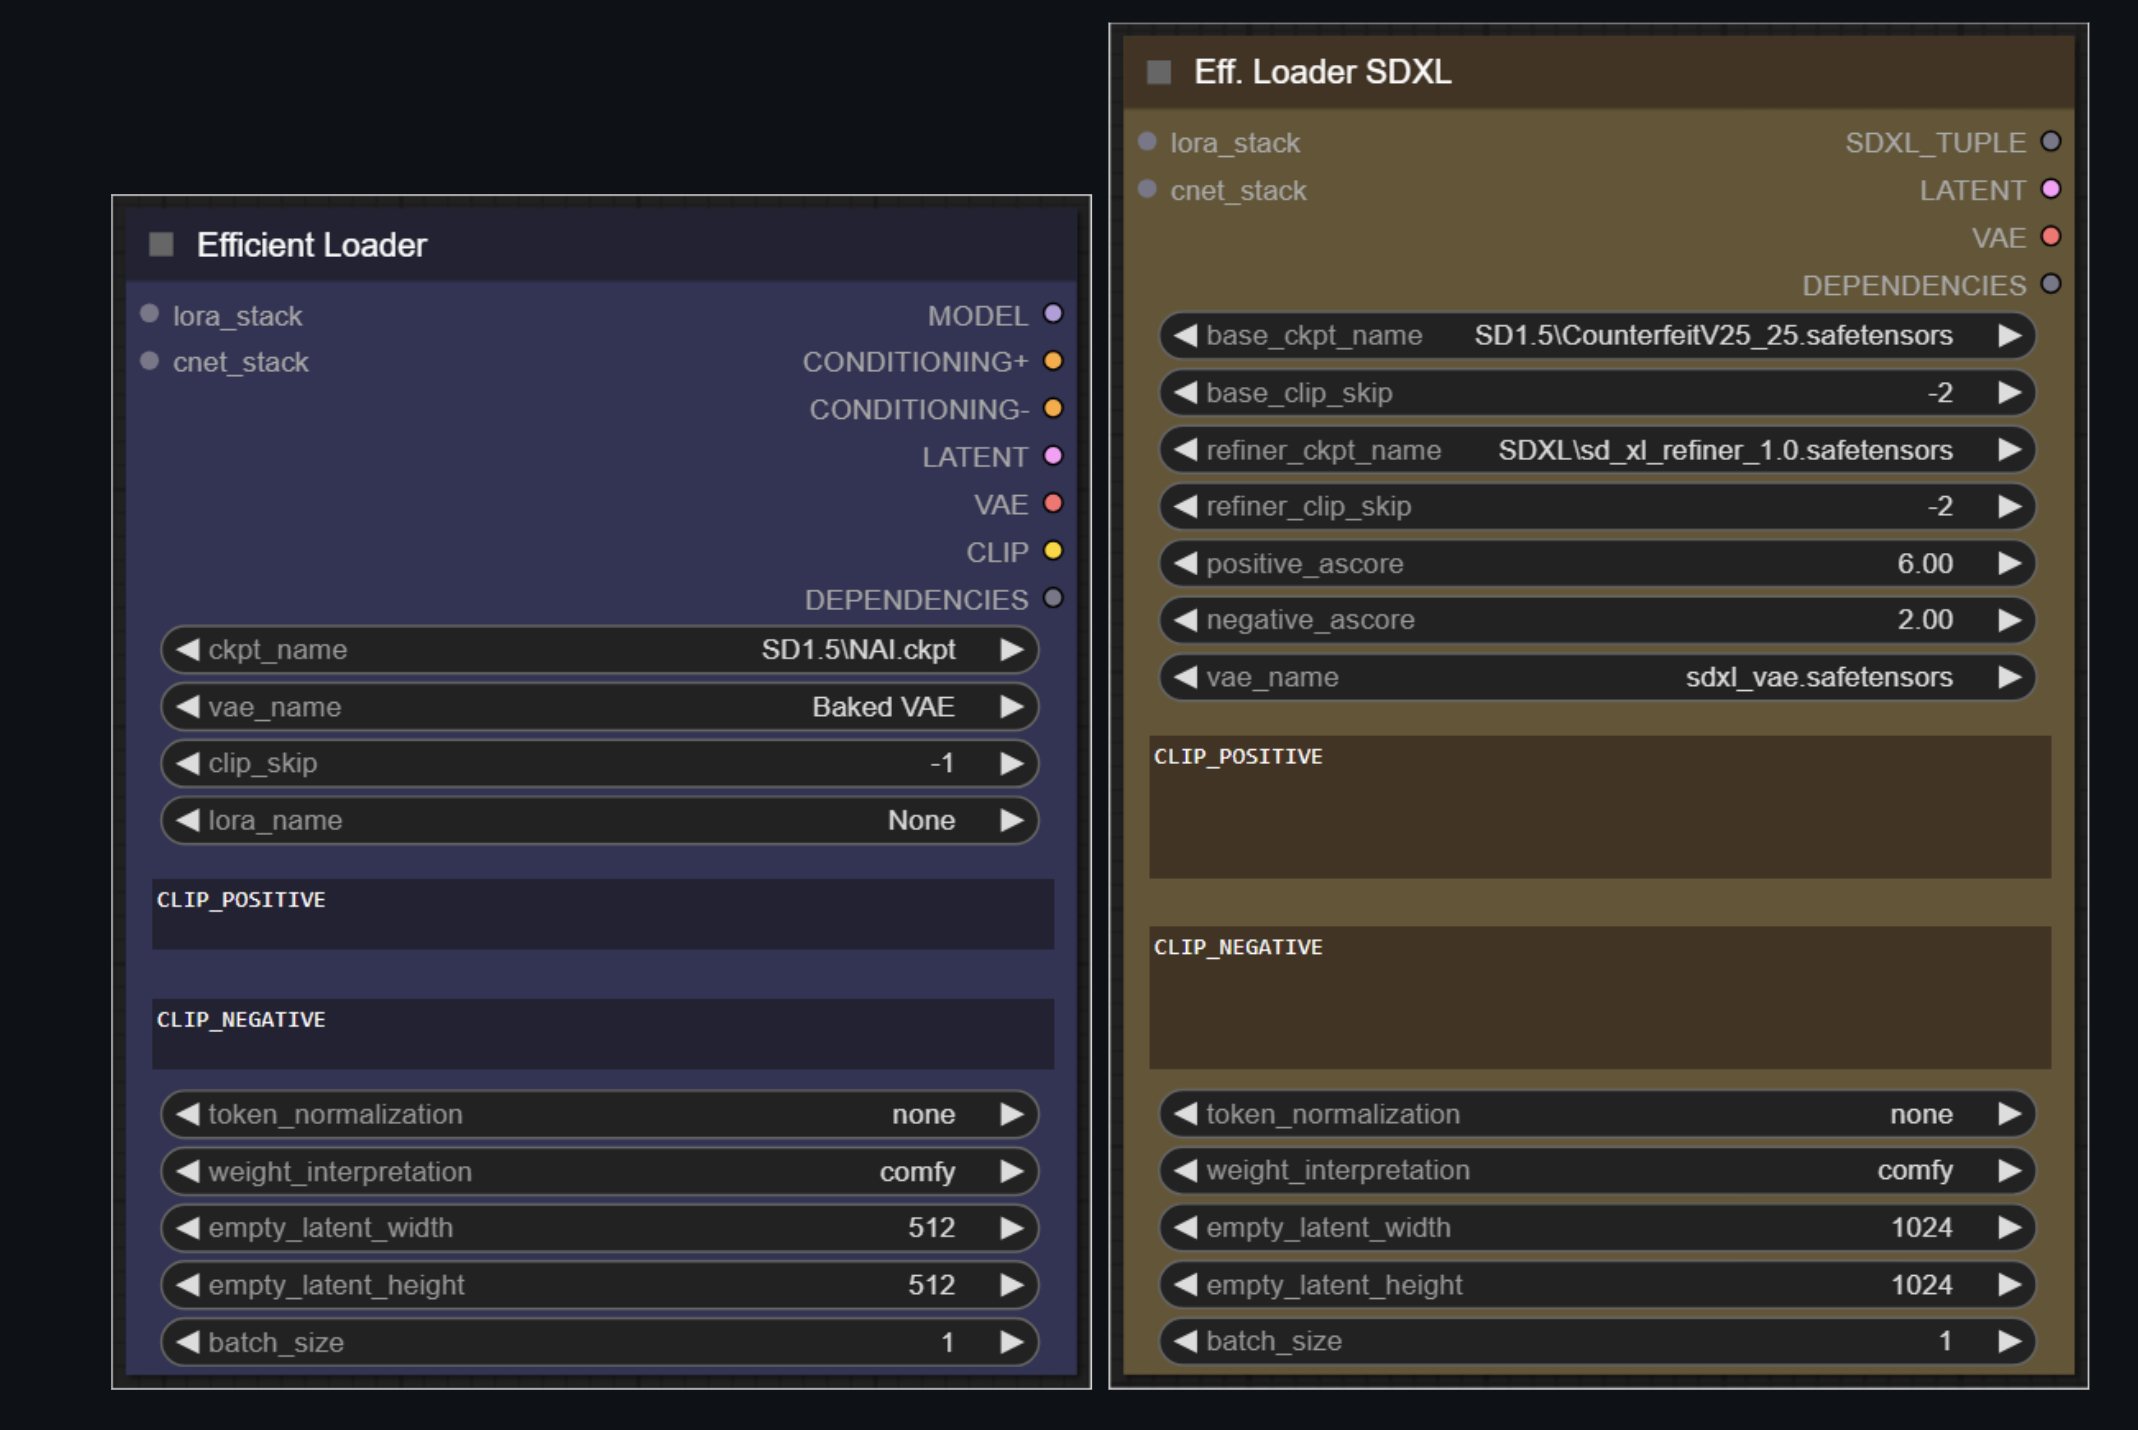 Efficient Loader
lora_stack MODEL
cnet_stack CONDITIONING+
CONDITIONING-
LATENT
VAE
CLIP
DEPENDENCIES
ckpt_name SD1.5\NAI.ckpt
vae_name Baked VAE
clip_skip -1
lora_name None
CLIP_POSITIVE
CLIP_NEGATIVE
token_normalization none
weight_interpretation comfy
empty_latent_width 512
empty_latent_height 512
batch_size 1
Eff. Loader SDXL
lora_stack SDXL_TUPLE
cnet_stack LATENT
VAE
DEPENDENCIES
base_ckpt_name SD1.5\CounterfeitV25_25.safetensors
base_clip_skip -2
refiner_ckpt_name SDXL\sd_xl_refiner_1.0.safetensors
refiner_clip_skip -2
positive_ascore 6.00
negative_ascore 2.00
vae_name sdxl_vae.safetensors
CLIP_POSITIVE
CLIP_NEGATIVE
token_normalization none
weight_interpretation comfy
empty_latent_width 1024
empty_latent_height 1024
batch_size 1